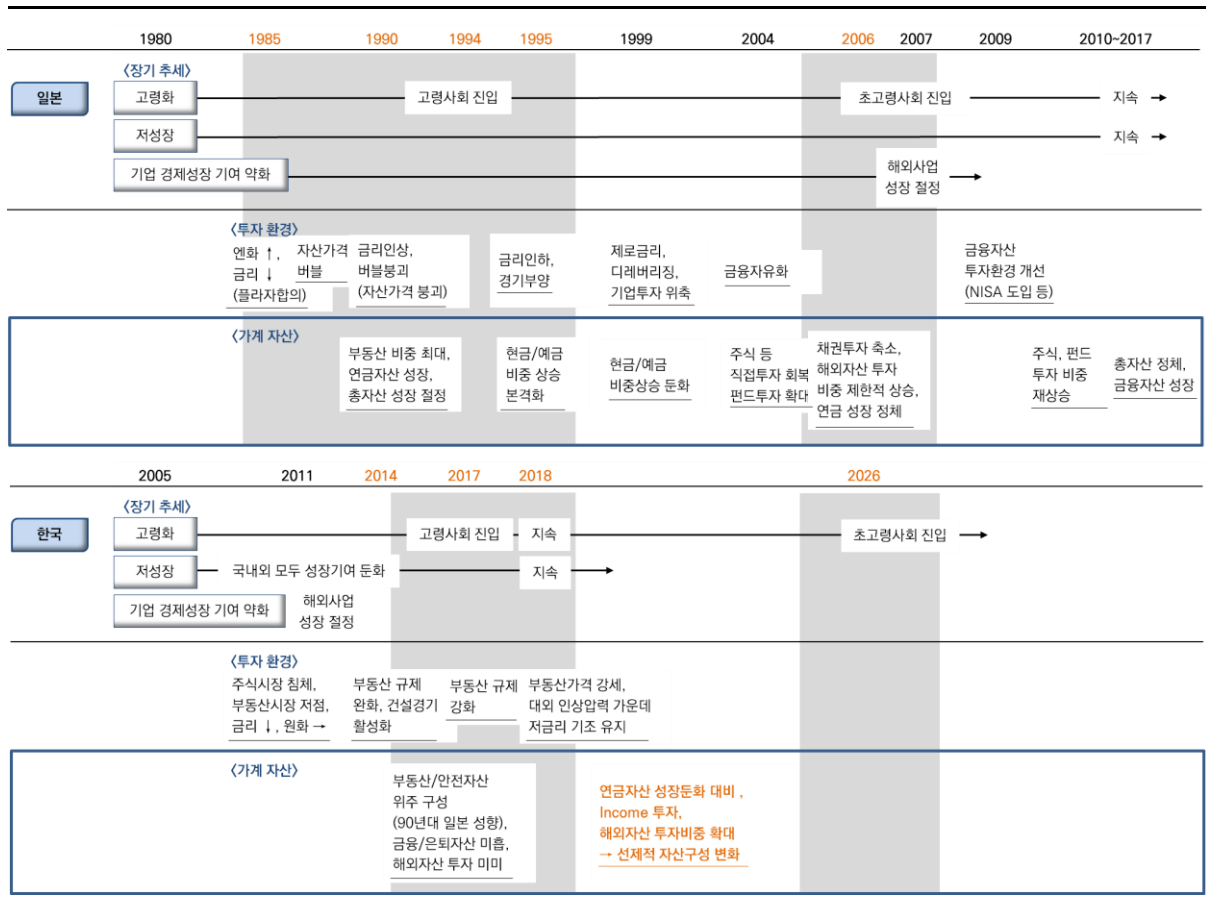 1980 1985 1990 1994 1995 1999 2004 2006 2007 2009 2010~2017
〈장기 추세〉
일본
고령화 고령사회 진입 초고령사회 진입 지속
저성장 지속
기업 경제성장 기여 약화 해외사업
성장 절정
〈투자 환경〉
엔화 ↑,
금리 ↓
(플라자합의)
자산가격
버블
금리인상,
버블붕괴
(자산가격 붕괴)
금리인하,
경기부양
제로금리,
디레버리징,
기업투자 위축
금융자유화
금융자산
투자환경 개선
(NISA 도입 등)
〈가계 자산〉
부동산 비중 최대,
연금자산 성장,
총자산 성장 절정
현금/예금
비중 상승
본격화
현금/예금
비중상승 둔화
주식 등
직접투자 회복
펀드투자 확대
채권투자 축소,
해외자산 투자
비중 제한적 상승,
연금 성장 정체
주식, 펀드
투자 비중
재상승
총자산 정체,
금융자산 성장
2005 2011 2014 2017 2018 2026
〈장기 추세〉
한국
고령화 고령사회 진입 지속 초고령사회 진입
저성장 국내외 모두 성장기여 둔화 지속
기업 경제성장 기여 약화 해외사업
성장 절정
〈투자 환경〉
주식시장 침체,
부동산시장 저점,
금리 ↓, 원화 →
부동산 규제
완화, 건설경기
활성화
부동산 규제
강화
부동산가격 강세,
대외 인상압력 가운데
저금리 기조 유지
〈가계 자산〉
부동산/안전자산
위주 구성
(90년대 일본 성향),
금융/은퇴자산 미흡,
해외자산 투자 미미
연금자산 성장둔화 대비 ,
Income 투자,
해외자산 투자비중 확대
→ 선제적 자산구성 변화